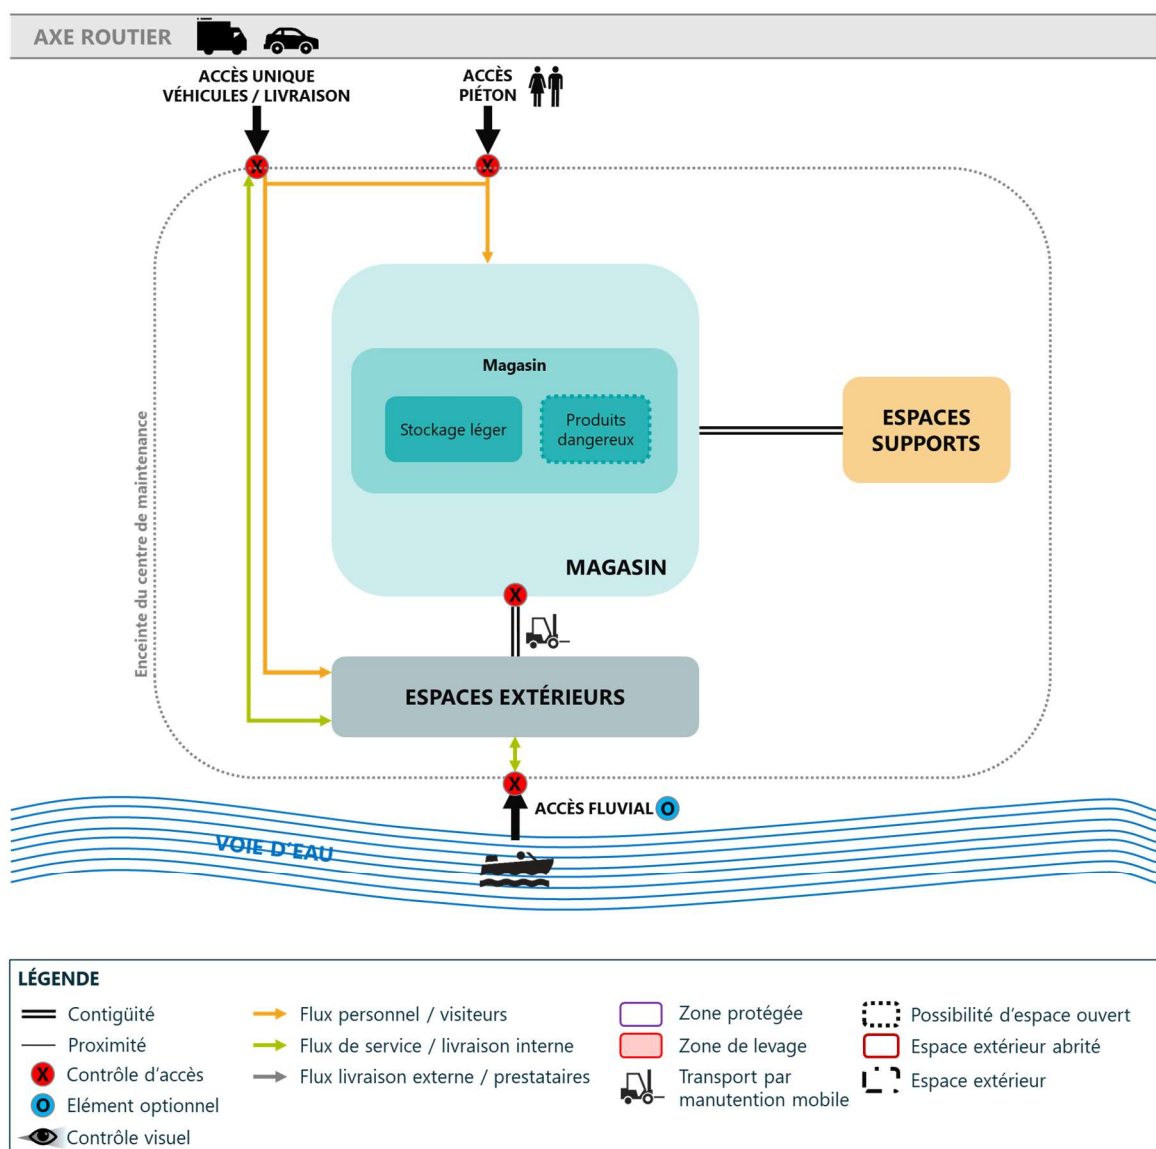 AXE ROUTIER
ACCÈS UNIQUE
VÉHICULES / LIVRAISON
ACCÈS
PIÉTON
X
X
Magasin
Stockage léger
Produits
dangereux
ESPACES
SUPPORTS
Enceinte du centre de maintenance
MAGASIN
X
ESPACES EXTÉRIEURS
X
ACCÈS FLUVIAL O
VOIE D'EAU
LÉGENDE
Contigüité
Proximité
X Contrôle d'accès
O Elément optionnel
Contrôle visuel
Flux personnel / visiteurs
Flux de service / livraison interne
Flux livraison externe / prestataires
Zone protégée
Zone de levage
Transport par
manutention mobile
Possibilité d'espace ouvert
Espace extérieur abrité
Espace extérieur